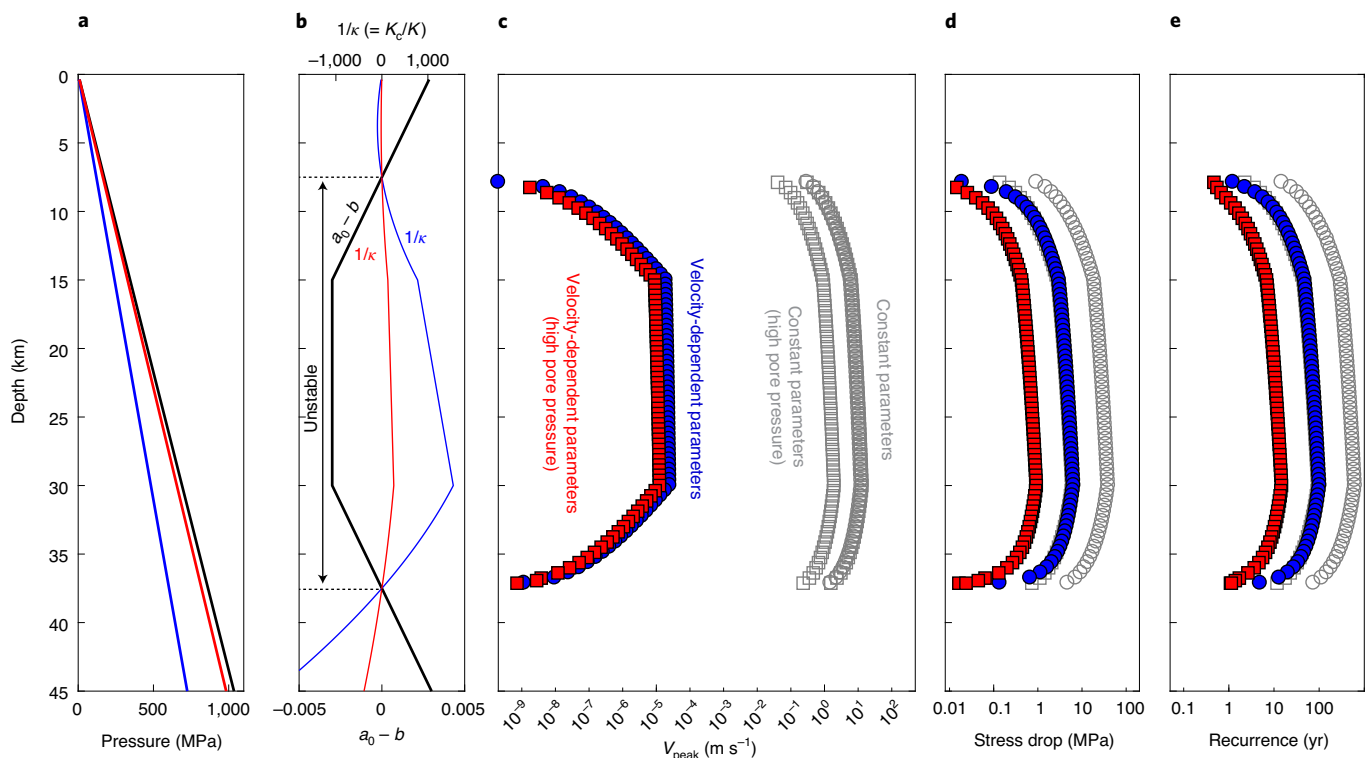 a
b
c
d
e
1/κ (= Kc/K)
–1,000
0
1,000
0
5
10
15
20
25
30
35
40
45
Depth (km)
0
500
1,000
Pressure (MPa)
a₀ – b
1/κ
1/κ
Unstable
–0.005
0
0.005
a₀ – b
Velocity-dependent parameters
(high pore pressure)
Velocity-dependent parameters
Constant parameters
(high pore pressure)
Constant parameters
10⁻⁹
10⁻⁸
10⁻⁷
10⁻⁶
10⁻⁵
10⁻⁴
10⁻³
10⁻²
10⁻¹
10⁰
10¹
10²
Vpeak (m s⁻¹)
0.01
0.1
1
10
100
Stress drop (MPa)
0.1
1
10
100
Recurrence (yr)